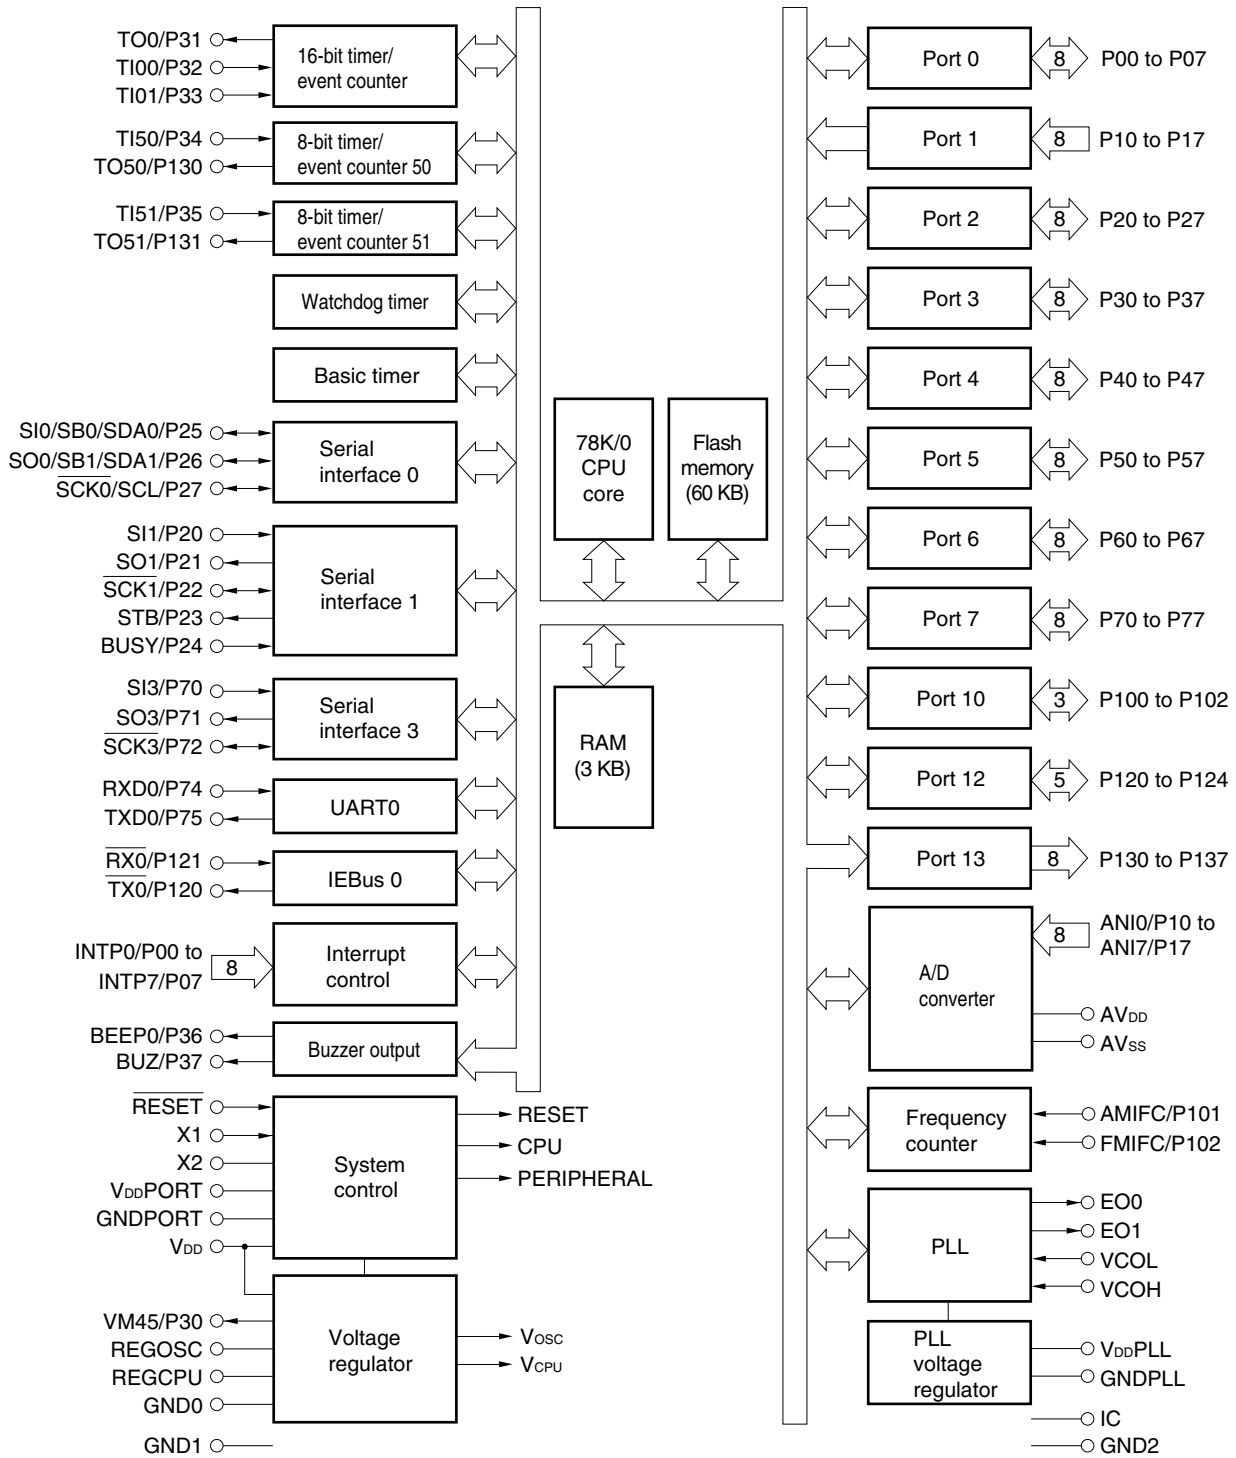 TO0/P31
TI00/P32
TI01/P33
16-bit timer/
event counter
TI50/P34
TO50/P130
8-bit timer/
event counter 50
TI51/P35
TO51/P131
8-bit timer/
event counter 51
Watchdog timer
Basic timer
SI0/SB0/SDA0/P25
SO0/SB1/SDA1/P26
SCK0/SCL/P27
Serial
interface 0
SI1/P20
SO1/P21
SCK1/P22
STB/P23
BUSY/P24
Serial
interface 1
SI3/P70
SO3/P71
SCK3/P72
Serial
interface 3
RXD0/P74
TXD0/P75
UART0
RX0/P121
TX0/P120
IEBus 0
INTP0/P00 to
INTP7/P07
8
Interrupt
control
BEEP0/P36
BUZ/P37
Buzzer output
RESET
X1
X2
VDDPORT
GNDPORT
VDD
System
control
RESET
CPU
PERIPHERAL
VM45/P30
REGOSC
REGCPU
GND0
GND1
Voltage
regulator
VOSC
VCPU
78K/0
CPU
core
Flash
memory
(60 KB)
RAM
(3 KB)
Port 0
8
P00 to P07
Port 1
8
P10 to P17
Port 2
8
P20 to P27
Port 3
8
P30 to P37
Port 4
8
P40 to P47
Port 5
8
P50 to P57
Port 6
8
P60 to P67
Port 7
8
P70 to P77
Port 10
3
P100 to P102
Port 12
5
P120 to P124
Port 13
8
P130 to P137
A/D
converter
8
ANI0/P10 to
ANI7/P17
AVDD
AVSS
Frequency
counter
AMIFC/P101
FMIFC/P102
PLL
EO0
EO1
VCOL
VCOH
PLL
voltage
regulator
VDDPLL
GNDPLL
IC
GND2